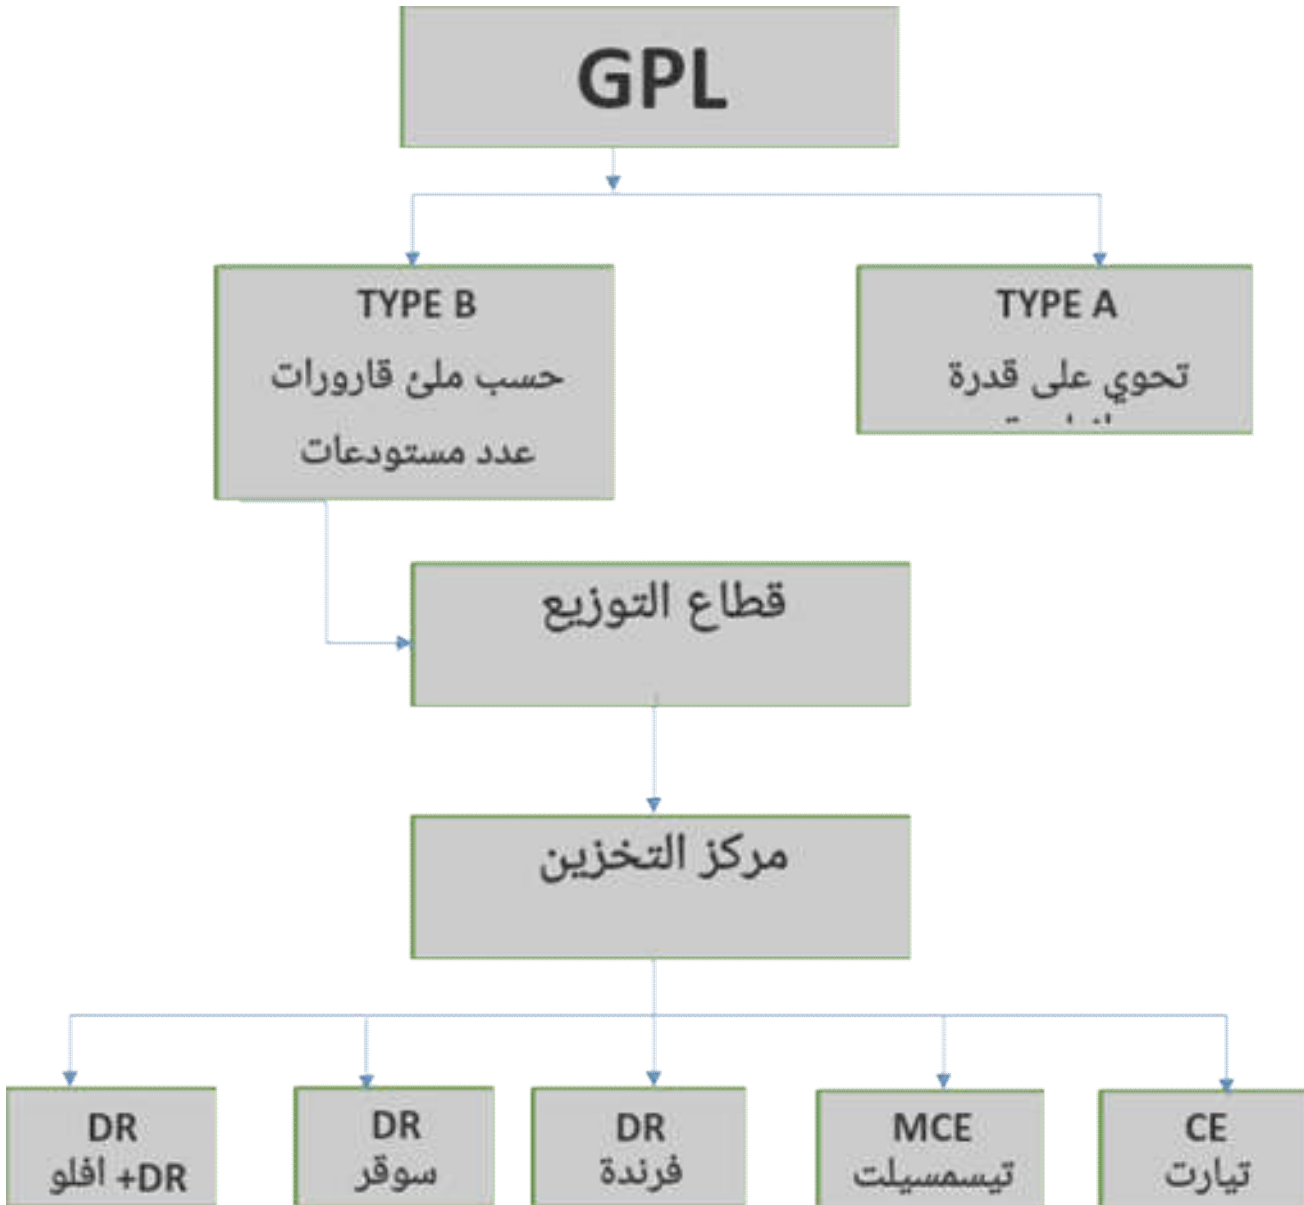 GPL
TYPE A
تحوي على قدرة
TYPE B
حسب ملئ قارورات
عدد مستودعات
قطاع التوزيع
مركز التخزين
CE
تيارت
MCE
تيسمسيلت
DR
فرندة
DR
سوقر
DR
DR+ افلو